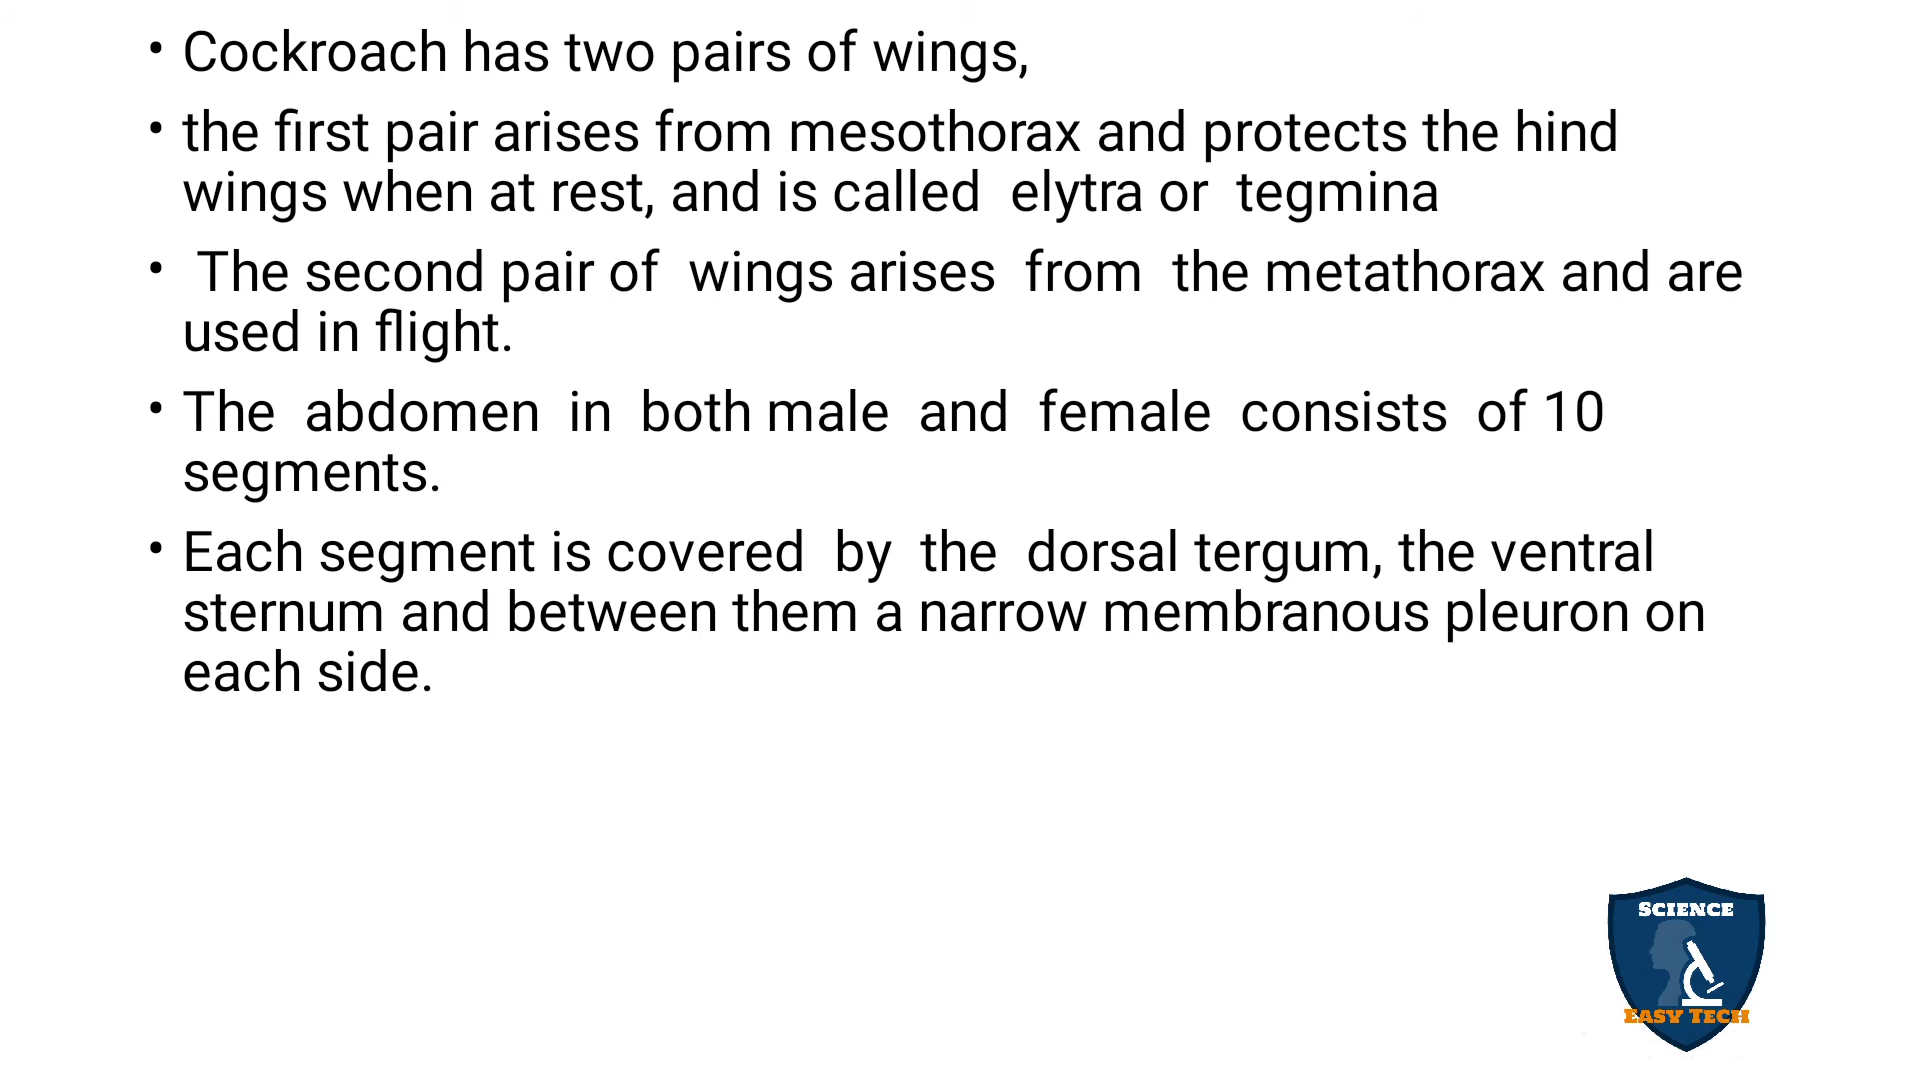 • Cockroach has two pairs of wings,
• the first pair arises from mesothorax and protects the hind
wings when at rest, and is called elytra or tegmina
• The second pair of wings arises from the metathorax and are
used in flight.
• The abdomen in both male and female consists of 10
segments.
• Each segment is covered by the dorsal tergum, the ventral
sternum and between them a narrow membranous pleuron on
each side.
SCIENCE
EASY TECH